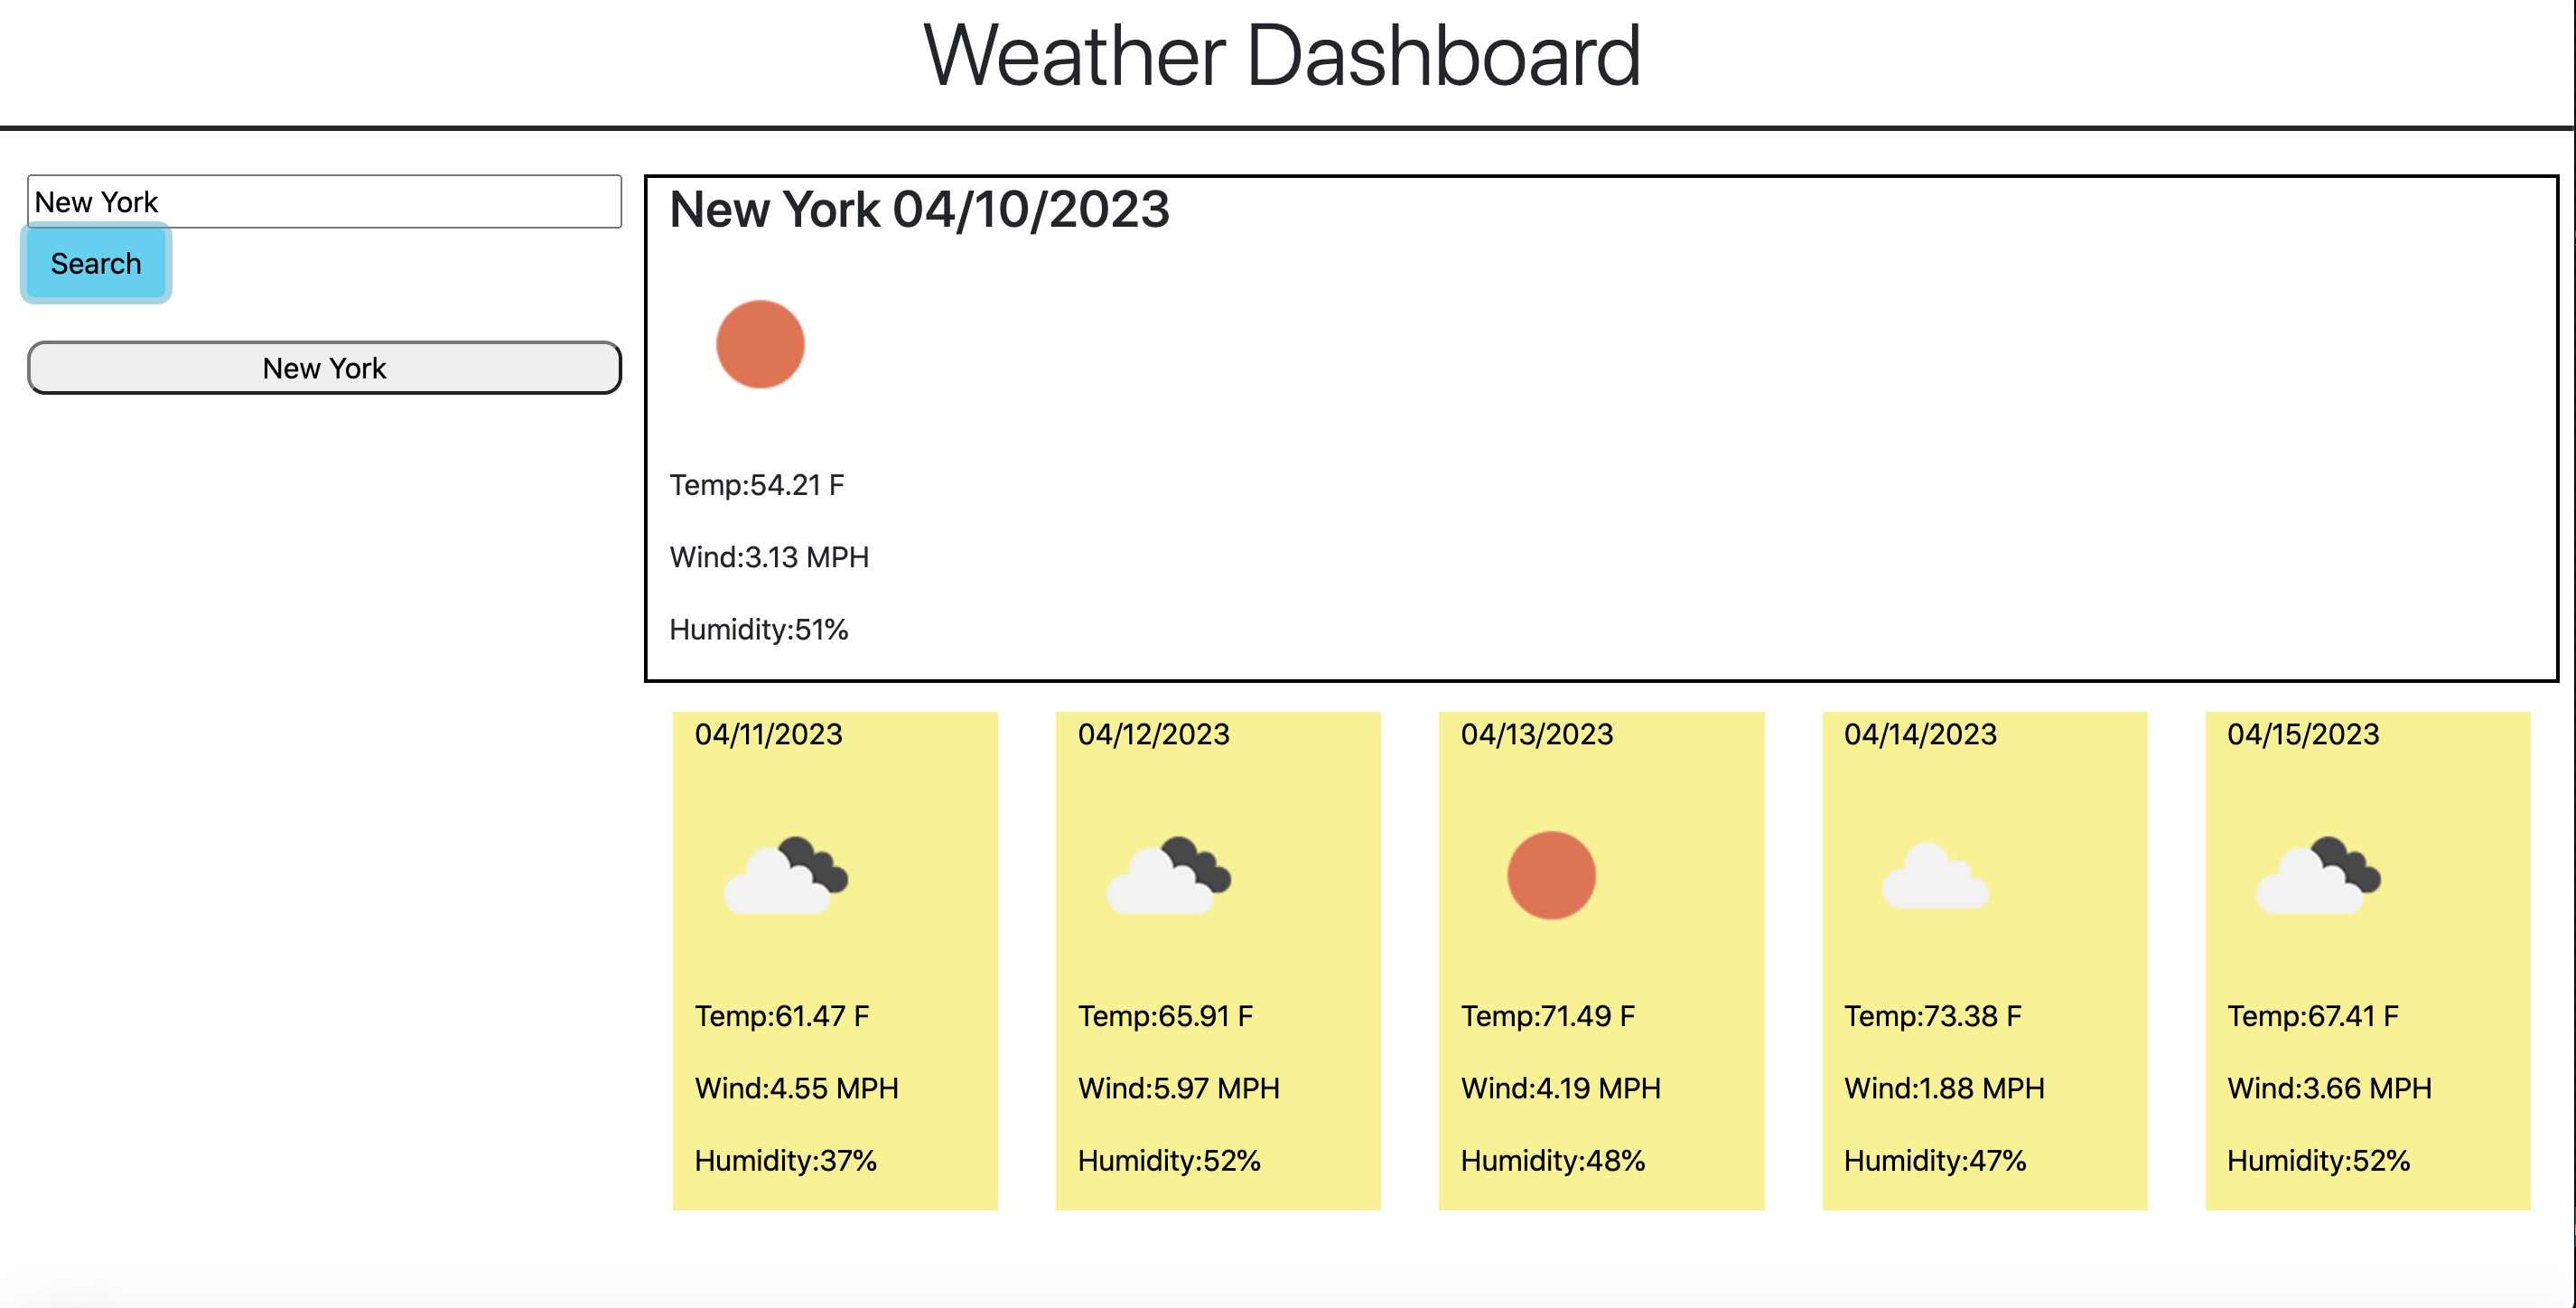 Weather Dashboard
New York
Search
New York
New York 04/10/2023
Temp:54.21 F
Wind:3.13 MPH
Humidity:51%
04/11/2023
Temp:61.47 F
Wind:4.55 MPH
Humidity:37%
04/12/2023
Temp:65.91 F
Wind:5.97 MPH
Humidity:52%
04/13/2023
Temp:71.49 F
Wind:4.19 MPH
Humidity:48%
04/14/2023
Temp:73.38 F
Wind:1.88 MPH
Humidity:47%
04/15/2023
Temp:67.41 F
Wind:3.66 MPH
Humidity:52%